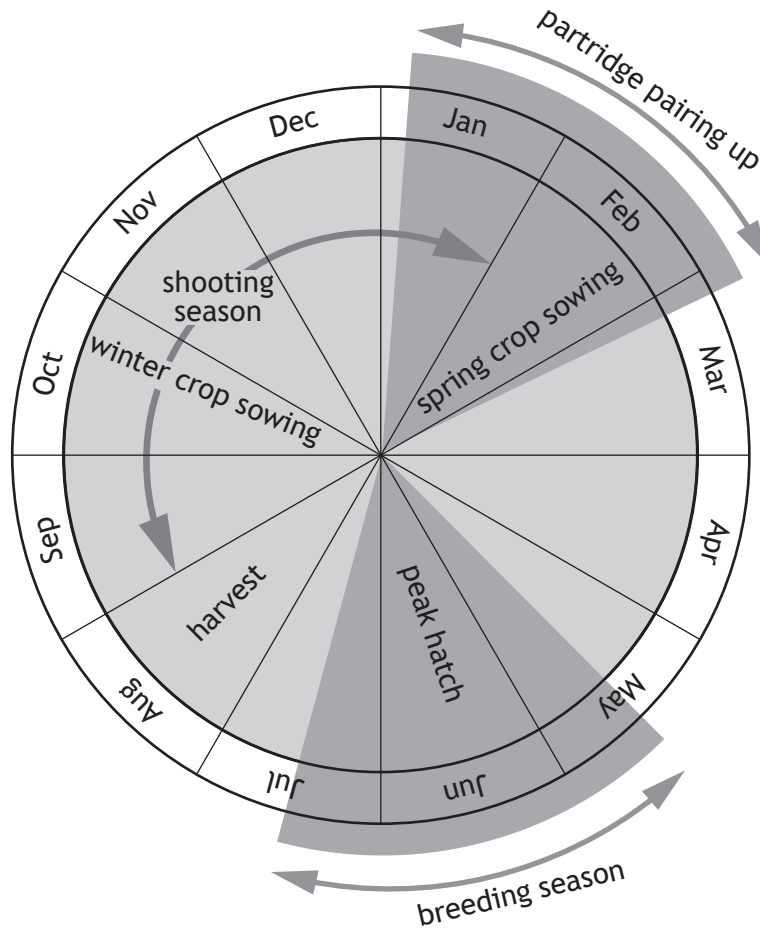 partridge pairing up
Dec
Jan
Nov
Feb
shooting
season
spring crop sowing
winter crop sowing
Oct
Mar
Sep
Apr
harvest
peak hatch
Aug
May
Jul
Jun
breeding season